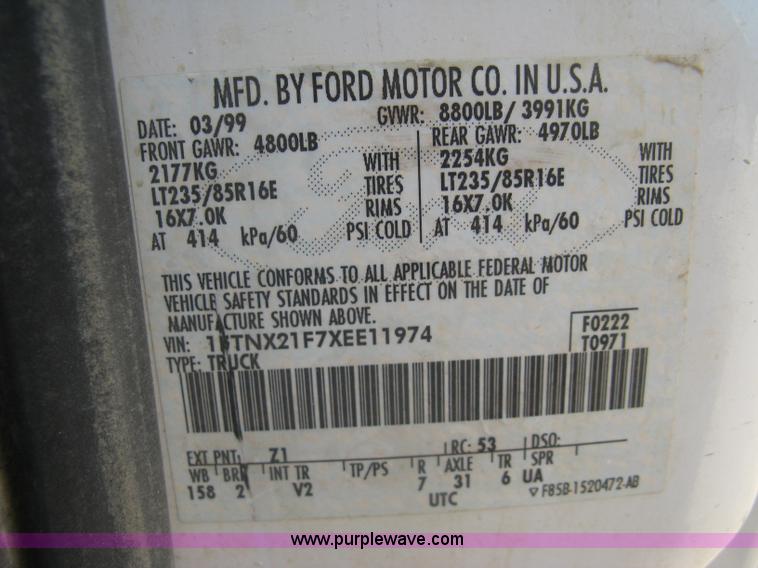 MFD. BY FORD MOTOR CO. IN U.S.A.
DATE: 03/99 GVWR: 8800LB/ 3991KG
FRONT GAWR: 4800LB REAR GAWR: 4970LB
2177KG WITH 2254KG WITH
LT235/85R16E TIRES LT235/85R16E TIRES
16X7.0K RIMS 16X7.0K RIMS
AT 414 kPa/60 PSI COLD AT 414 kPa/60 PSI COLD
THIS VEHICLE CONFORMS TO ALL APPLICABLE FEDERAL MOTOR
VEHICLE SAFETY STANDARDS IN EFFECT ON THE DATE OF
MANUFACTURE SHOWN ABOVE.
VIN: 1FTNX21F7XEE11974 F0222
TYPE: TRUCK T0971
EXT PNT: Z1 RC: 53 DSO:
WB BRK INT TR TP/PS R AXLE TR SPR
158 2 V2 7 31 6 UA
UTC ▽ F85B-1520472-AB
www.purplewave.com